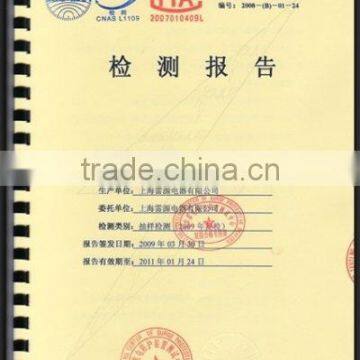 检测
CNAS L1109
2007010409L
编号: 2008—(B)—01—24
检测报告
trade.china.cn
生产单位: 上海雷源电器有限公司
委托单位: 上海雷源电器有限公司
检测类别: 抽样检测
报告签发日期: 2009年03月30日
报告有效期至: 2011年01月24日